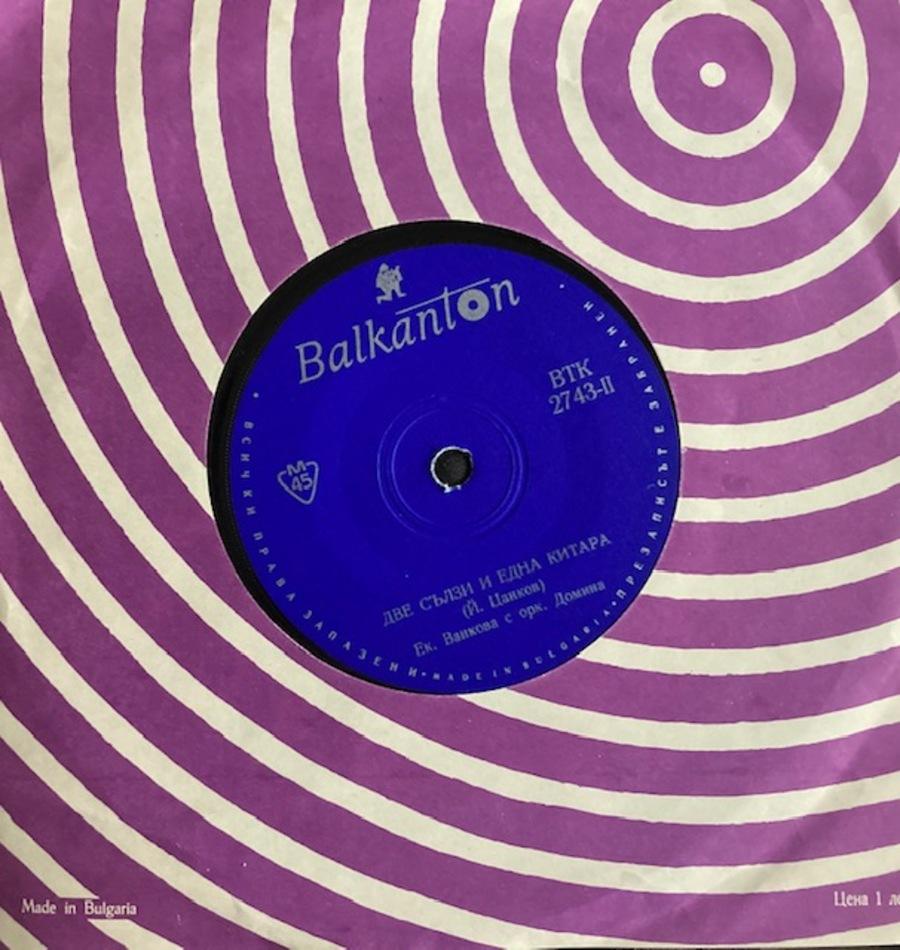 Balkanton
ВТК
2743-II
М
45
ДВЕ СЪЛЗИ И ЕДНА КИТАРА
(Й. Цанков)
Ек. Ванкова с орк. Домина
• ВСИЧКИ ПРАВА ЗАПАЗЕНИ • MADE IN BULGARIA • ПРЕЗАПИСЪТ Е ЗАБРАНЕН •
Made in Bulgaria
Цена 1